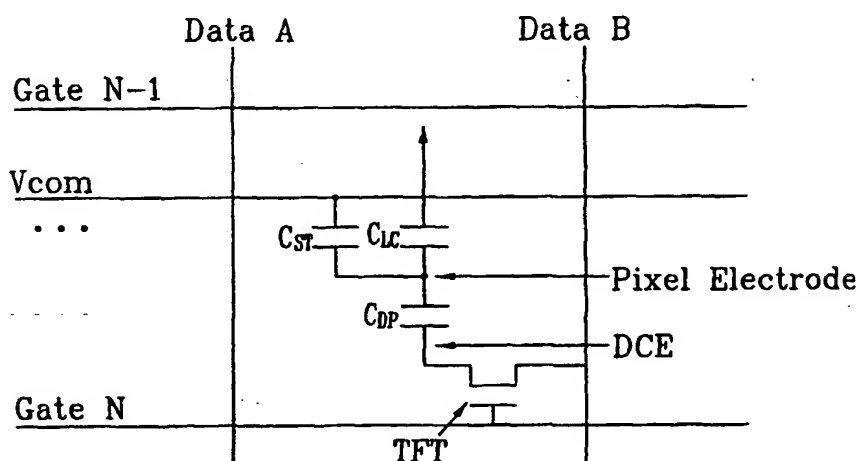 Data A
Data B
Gate N-1
Vcom
• • •
CST
CLC
Pixel Electrode
CDP
DCE
Gate N
TFT